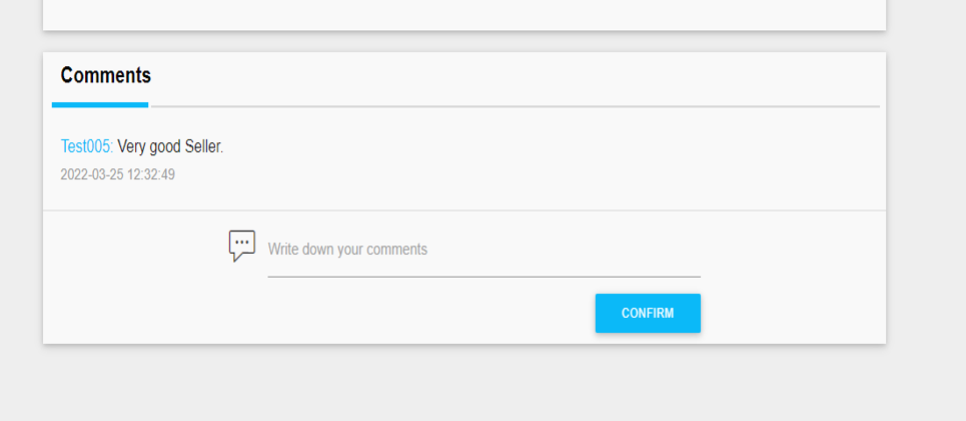 Comments
Test005: Very good Seller.
2022-03-25 12:32:49
Write down your comments
CONFIRM